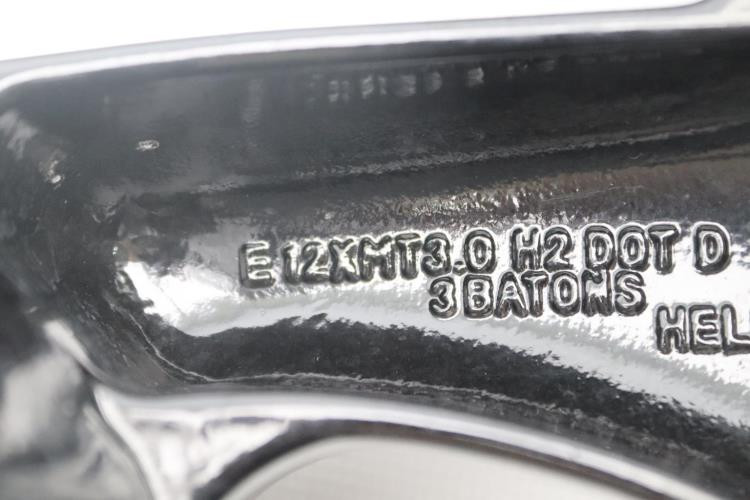 E 12XMT3.0 H2 DOT D
3 BATONS
HEL